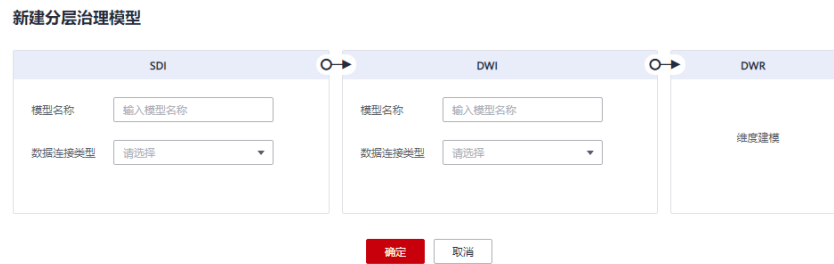 新建分层治理模型
SDI
DWI
DWR
模型名称 输入模型名称
模型名称 输入模型名称
数据连接类型 请选择
数据连接类型 请选择
维度建模
确定 取消